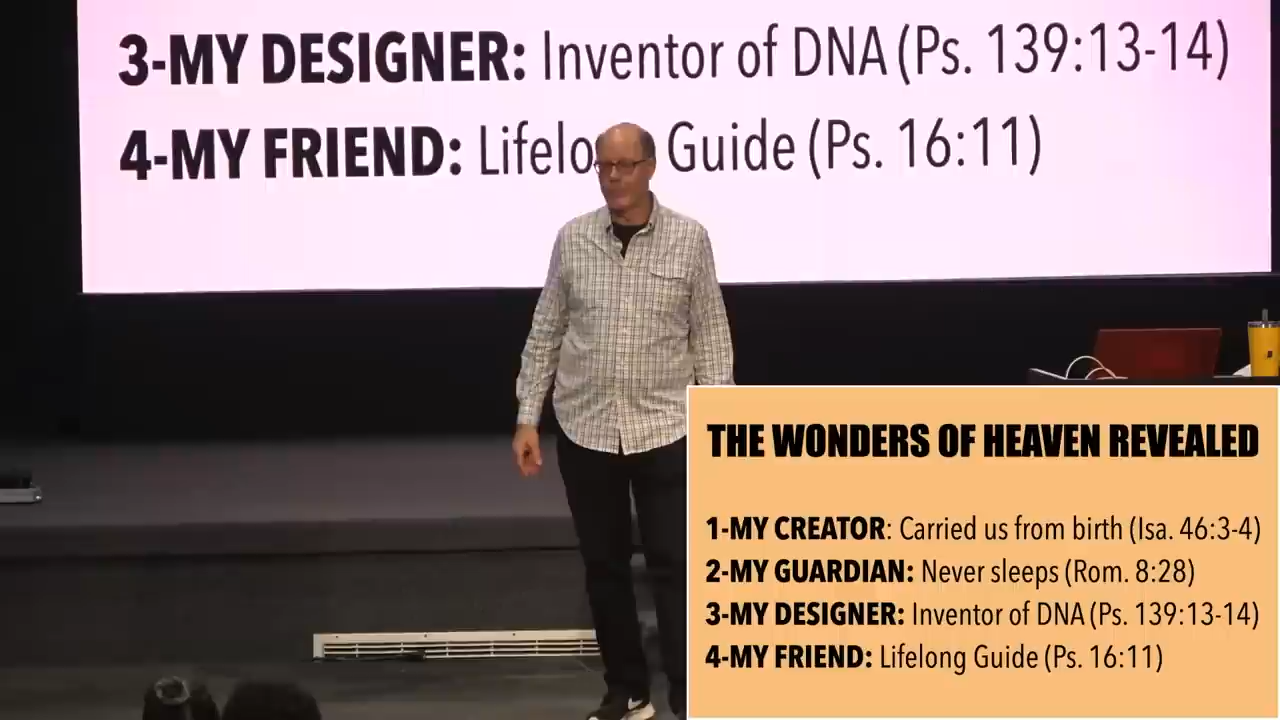 3-MY DESIGNER: Inventor of DNA (Ps. 139:13-14)
4-MY FRIEND: Lifelo Guide (Ps. 16:11)
THE WONDERS OF HEAVEN REVEALED
1-MY CREATOR: Carried us from birth (Isa. 46:3-4)
2-MY GUARDIAN: Never sleeps (Rom. 8:28)
3-MY DESIGNER: Inventor of DNA (Ps. 139:13-14)
4-MY FRIEND: Lifelong Guide (Ps. 16:11)